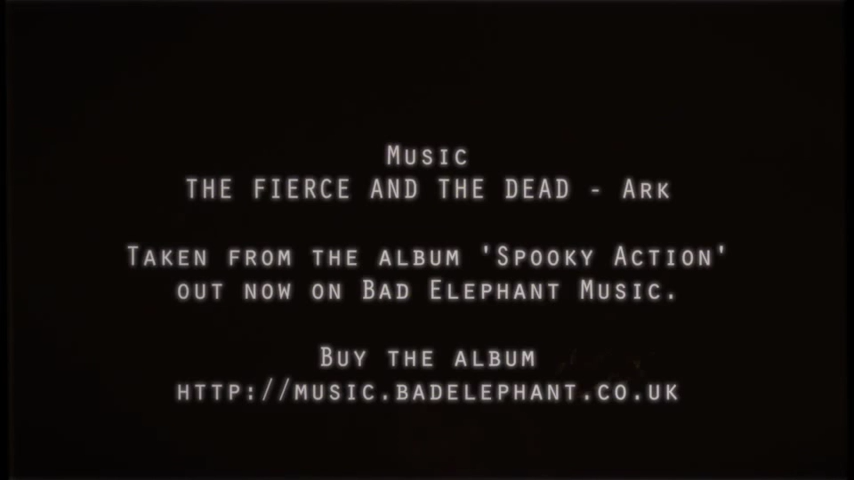 Music
THE FIERCE AND THE DEAD - Ark
Taken from the album 'Spooky Action'
out now on Bad Elephant Music.
Buy the album
http://music.badelephant.co.uk